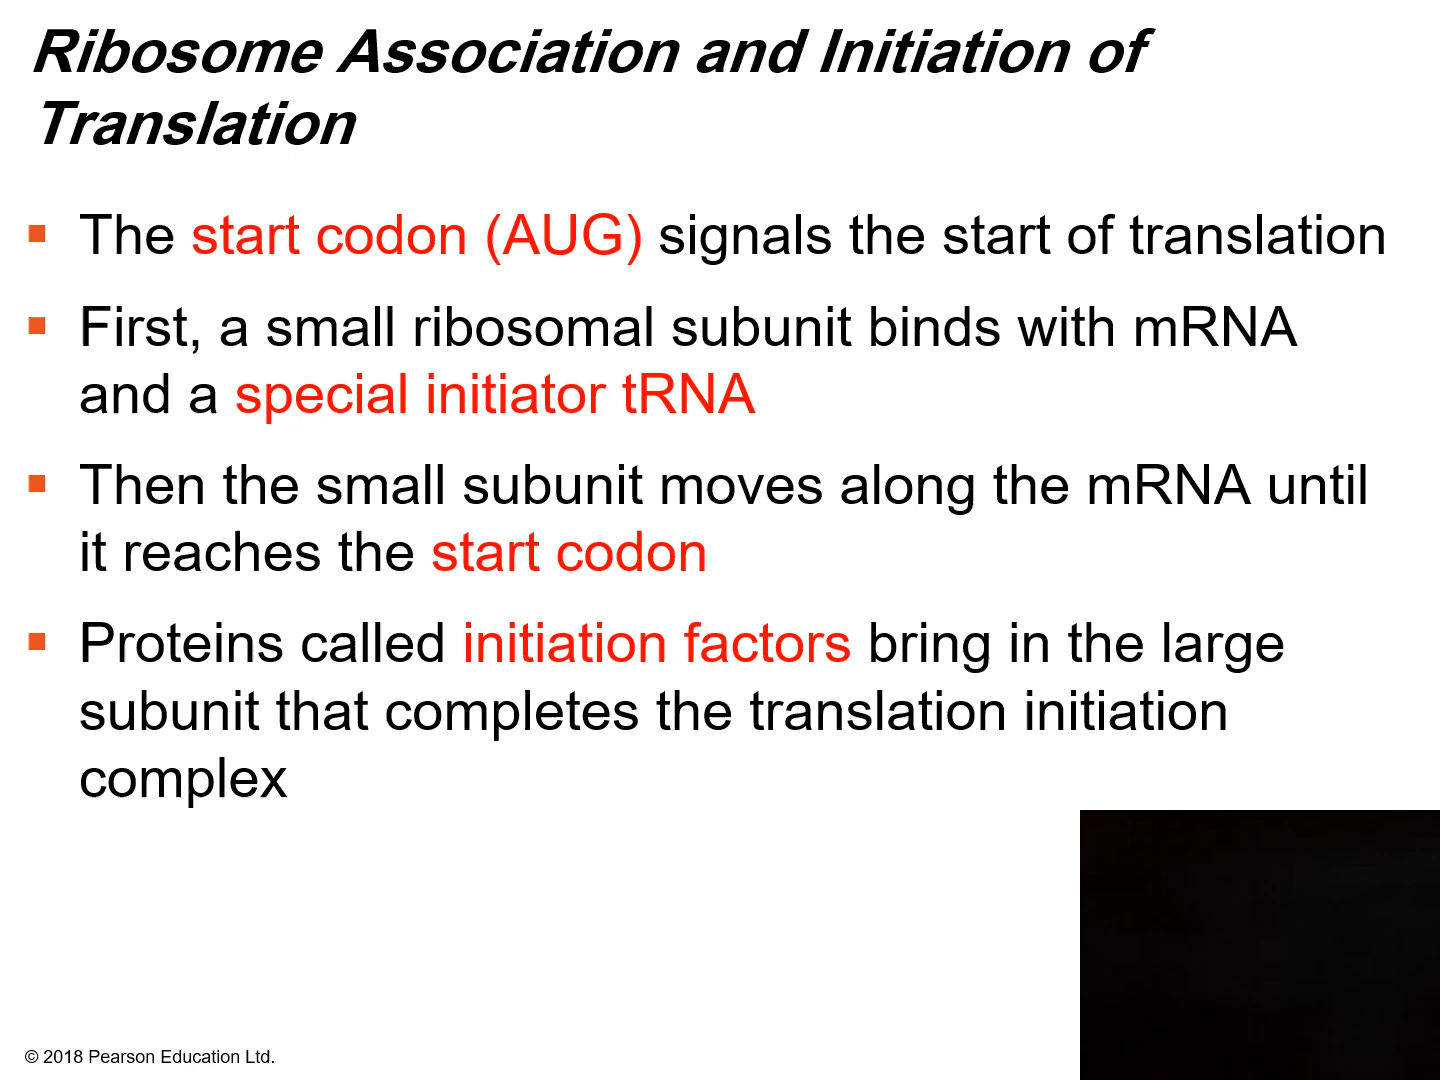 Ribosome Association and Initiation of
Translation
▪ The start codon (AUG) signals the start of translation
▪ First, a small ribosomal subunit binds with mRNA
and a special initiator tRNA
▪ Then the small subunit moves along the mRNA until
it reaches the start codon
▪ Proteins called initiation factors bring in the large
subunit that completes the translation initiation
complex
© 2018 Pearson Education Ltd.